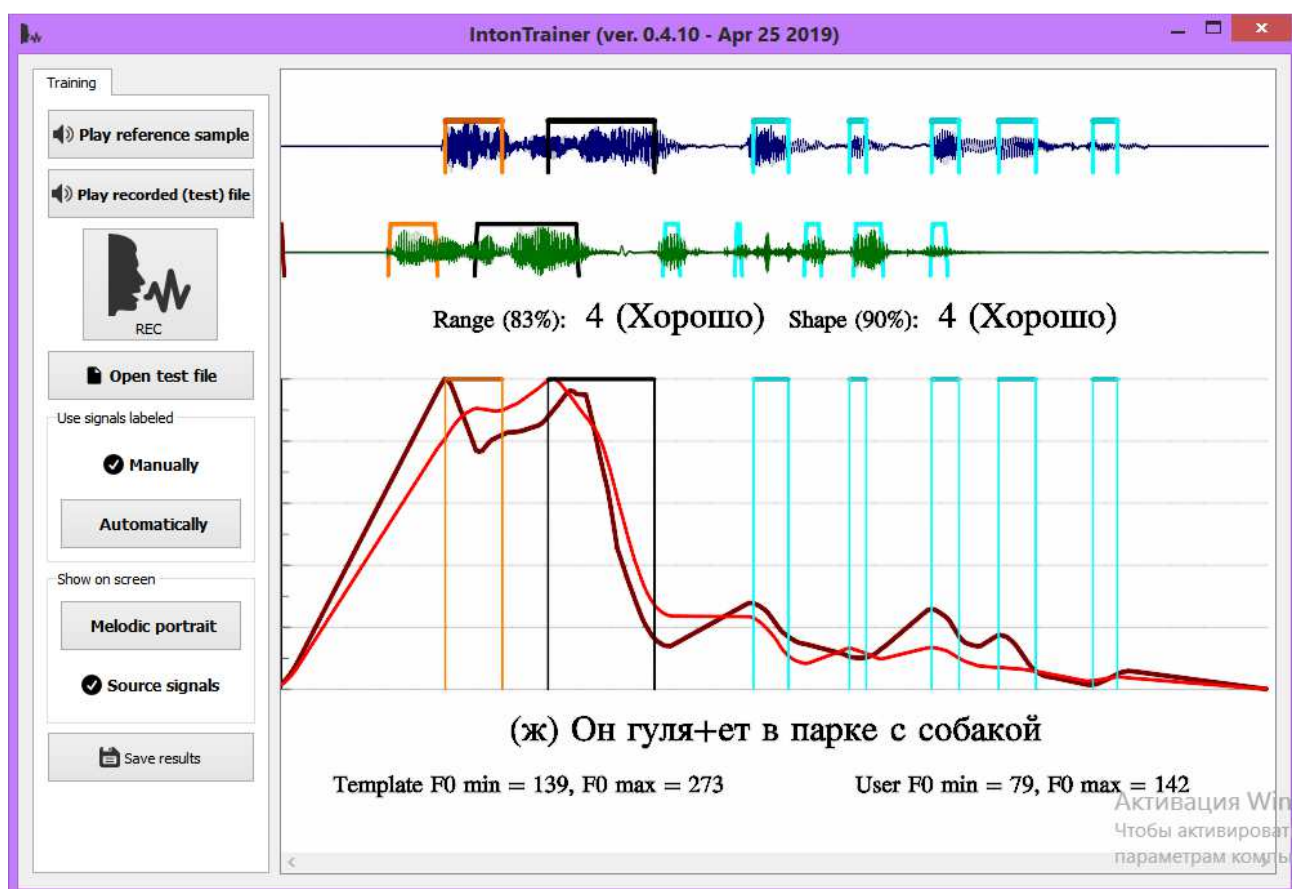 IntonTrainer (ver. 0.4.10 - Apr 25 2019)
Training
Play reference sample
Play recorded (test) file
REC
Open test file
Use signals labeled
Manually
Automatically
Show on screen
Melodic portrait
Source signals
Save results
Range (83%): 4 (Хорошо) Shape (90%): 4 (Хорошо)
(ж) Он гуля+ет в парке с собакой
Template F0 min = 139, F0 max = 273 User F0 min = 79, F0 max = 142
Активация Win
Чтобы активироват
параметрам